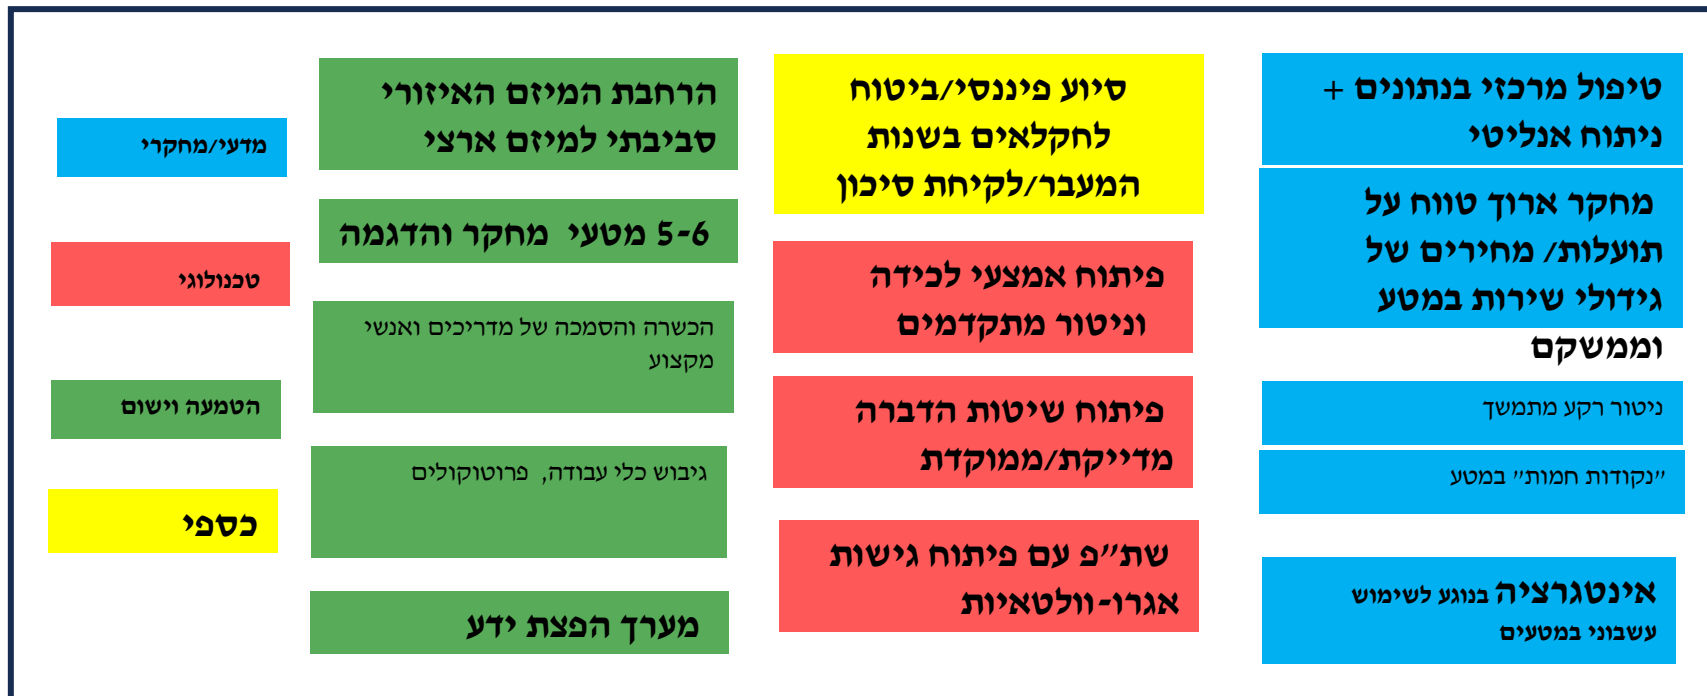 טיפול מרכזי בנתונים +
ניתוח אנליטי
מחקר ארוך טווח על
תועלות/ מחירים של
גידולי שירות במטע
וממשקם
ניטור רקע מתמשך
"נקודות חמות" במטע
אינטגרציה בנוגע לשימוש
עשבוני במטעים
סיוע פיננסי/ביטוח
לחקלאים בשנות
המעבר/לקיחת סיכון
פיתוח אמצעי לכידה
וניטור מתקדמים
פיתוח שיטות הדברה
מדייקת/ממוקדת
שת"פ עם פיתוח גישות
אגרו-וולטאיות
הרחבת המיזם האיזורי
סביבתי למיזם ארצי
5-6 מטעי מחקר והדגמה
הכשרה והסמכה של מדריכים ואנשי
מקצוע
גיבוש כלי עבודה, פרוטוקולים
מערך הפצת ידע
מדעי/מחקרי
טכנולוגי
הטמעה וישום
כספי